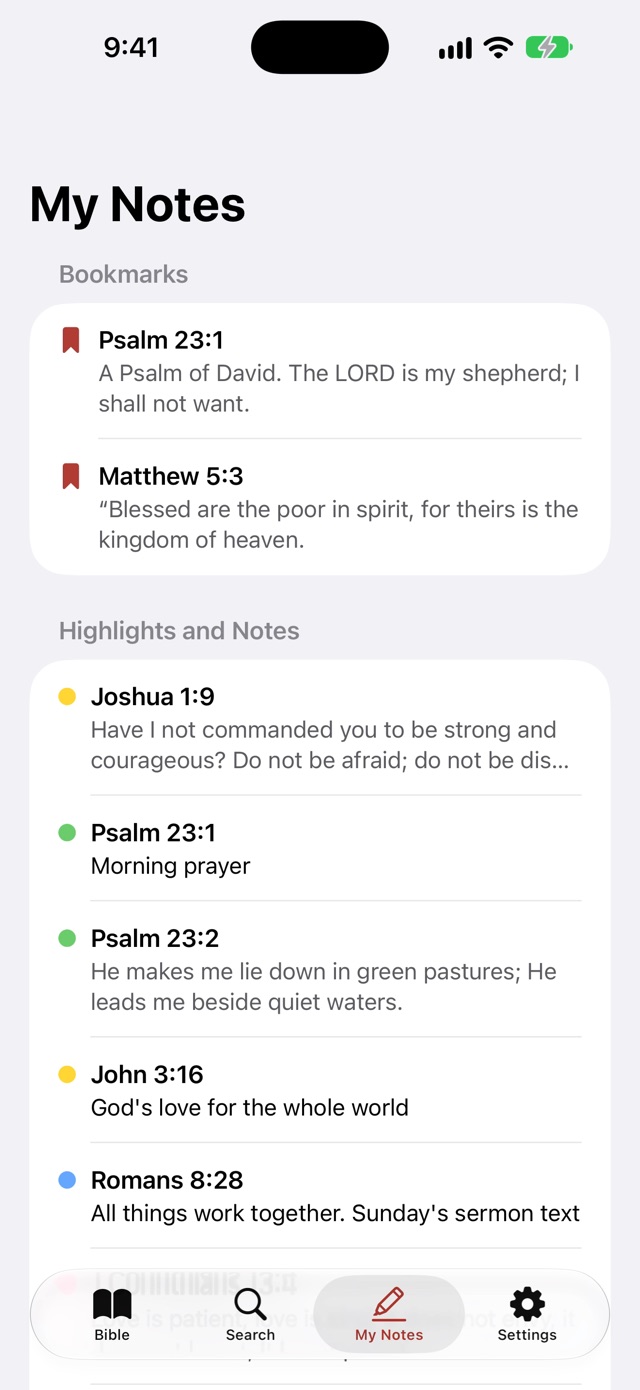 9:41
My Notes
Bookmarks
Psalm 23:1
A Psalm of David. The LORD is my shepherd; I
shall not want.
Matthew 5:3
“Blessed are the poor in spirit, for theirs is the
kingdom of heaven.
Highlights and Notes
Joshua 1:9
Have I not commanded you to be strong and
courageous? Do not be afraid; do not be dis...
Psalm 23:1
Morning prayer
Psalm 23:2
He makes me lie down in green pastures; He
leads me beside quiet waters.
John 3:16
God's love for the whole world
Romans 8:28
All things work together. Sunday's sermon text
Bible
Search
My Notes
Settings